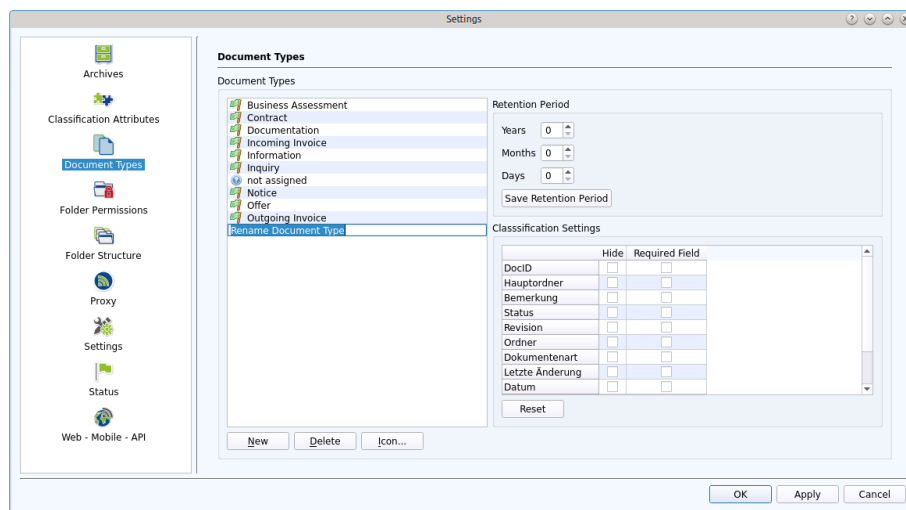 Settings
Archives
Classification Attributes
Document Types
Folder Permissions
Folder Structure
Proxy
Settings
Status
Web - Mobile - API
Document Types
Document Types
Business Assessment
Contract
Documentation
Incoming Invoice
Information
Inquiry
not assigned
Notice
Offer
Outgoing Invoice
Rename Document Type
New Delete Icon...
Retention Period
Years 0
Months 0
Days 0
Save Retention Period
Classsification Settings
Hide Required Field
DocID
Hauptordner
Bemerkung
Status
Revision
Ordner
Dokumentenart
Letzte Änderung
Datum
Reset
OK Apply Cancel